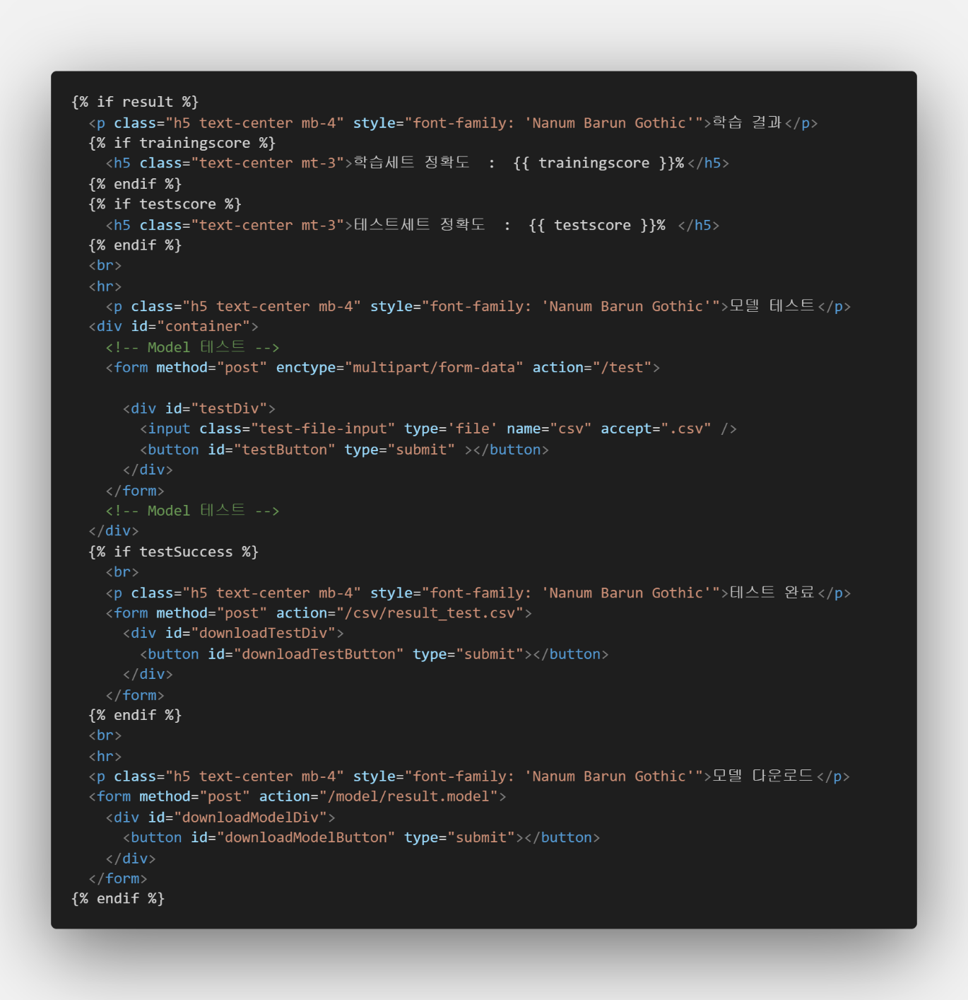 {% if result %}
  <p class="h5 text-center mb-4" style="font-family: 'Nanum Barun Gothic'">학습 결과</p>
  {% if trainingscore %}
    <h5 class="text-center mt-3">학습세트 정확도  :  {{ trainingscore }}%</h5>
  {% endif %}
  {% if testscore %}
    <h5 class="text-center mt-3">테스트세트 정확도  :  {{ testscore }}% </h5>
  {% endif %}
  <br>
  <hr>
    <p class="h5 text-center mb-4" style="font-family: 'Nanum Barun Gothic'">모델 테스트</p>
  <div id="container">
    <!-- Model 테스트 -->
    <form method="post" enctype="multipart/form-data" action="/test">

      <div id="testDiv">
        <input class="test-file-input" type='file' name="csv" accept=".csv" />
        <button id="testButton" type="submit" ></button>
      </div>
    </form>
    <!-- Model 테스트 -->
  </div>
  {% if testSuccess %}
    <br>
    <p class="h5 text-center mb-4" style="font-family: 'Nanum Barun Gothic'">테스트 완료</p>
    <form method="post" action="/csv/result_test.csv">
      <div id="downloadTestDiv">
        <button id="downloadTestButton" type="submit"></button>
      </div>
    </form>
  {% endif %}
  <br>
  <hr>
  <p class="h5 text-center mb-4" style="font-family: 'Nanum Barun Gothic'">모델 다운로드</p>
  <form method="post" action="/model/result.model">
    <div id="downloadModelDiv">
      <button id="downloadModelButton" type="submit"></button>
    </div>
  </form>
{% endif %}